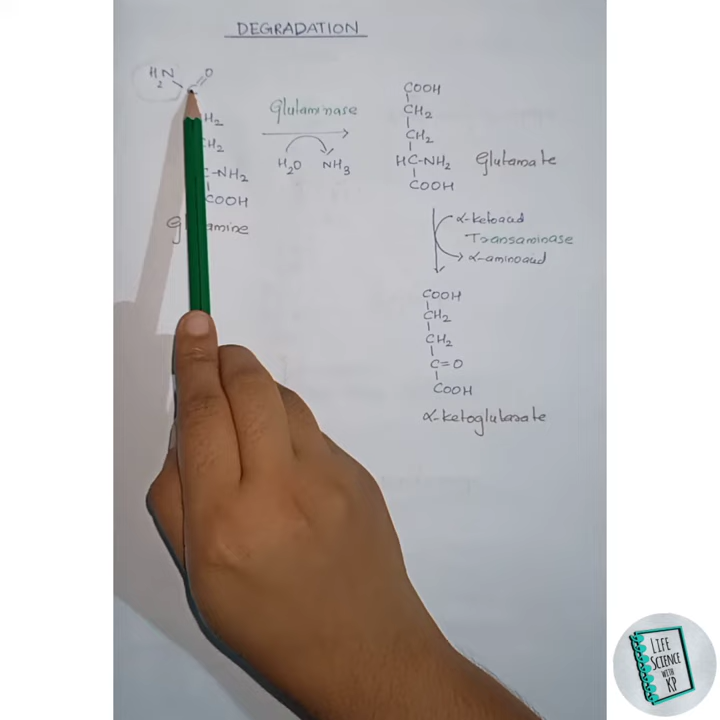 DEGRADATION
H₂N O
H₂
CH₂
C-NH₂
COOH
Glutaminase
H₂O NH₃
COOH
CH₂
CH₂
HC-NH₂
COOH
Glutamate
α-ketoacid
Transaminase
α-aminoacid
COOH
CH₂
CH₂
C=O
COOH
α-ketoglutarate
LIFE
SCIENCE
WITH
KP